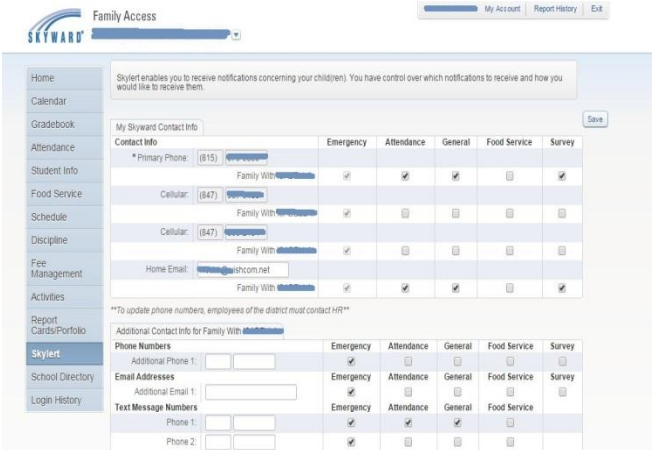 Family Access
SKYWARD®
My Account Report History Exit
Home
Calendar
Gradebook
Attendance
Student Info
Food Service
Schedule
Discipline
Fee
Management
Activities
Report
Cards/Porfolio
Skylert
School Directory
Login History
Skylert enables you to receive notifications concerning your child(ren). You have control over which notifications to receive and how you
would like to receive them.
Save
My Skyward Contact Info
Contact Info Emergency Attendance General Food Service Survey
* Primary Phone: (815)
Family With
Cellular: (847)
Family With
Cellular: (847)
Family With
Home Email:
Family With
**To update phone numbers, employees of the district must contact HR**
Additional Contact Info for Family With
Phone Numbers Emergency Attendance General Food Service Survey
Additional Phone 1:
Email Addresses Emergency Attendance General Food Service Survey
Additional Email 1:
Text Message Numbers Emergency Attendance General Food Service
Phone 1:
Phone 2: